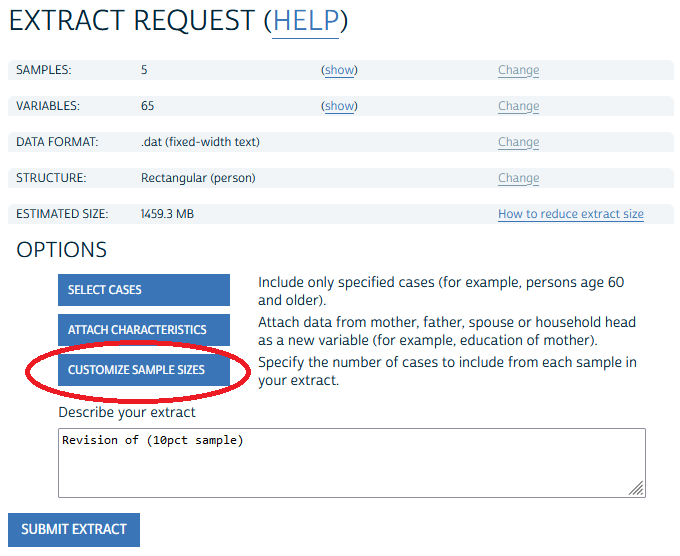 EXTRACT REQUEST (HELP)
SAMPLES: 5 (show) Change
VARIABLES: 65 (show) Change
DATA FORMAT: .dat (fixed-width text) Change
STRUCTURE: Rectangular (person) Change
ESTIMATED SIZE: 1459.3 MB How to reduce extract size
OPTIONS
SELECT CASES
Include only specified cases (for example, persons age 60
and older).
ATTACH CHARACTERISTICS
Attach data from mother, father, spouse or household head
as a new variable (for example, education of mother).
CUSTOMIZE SAMPLE SIZES
Specify the number of cases to include from each sample in
your extract.
Describe your extract
Revision of (10pct sample)
SUBMIT EXTRACT